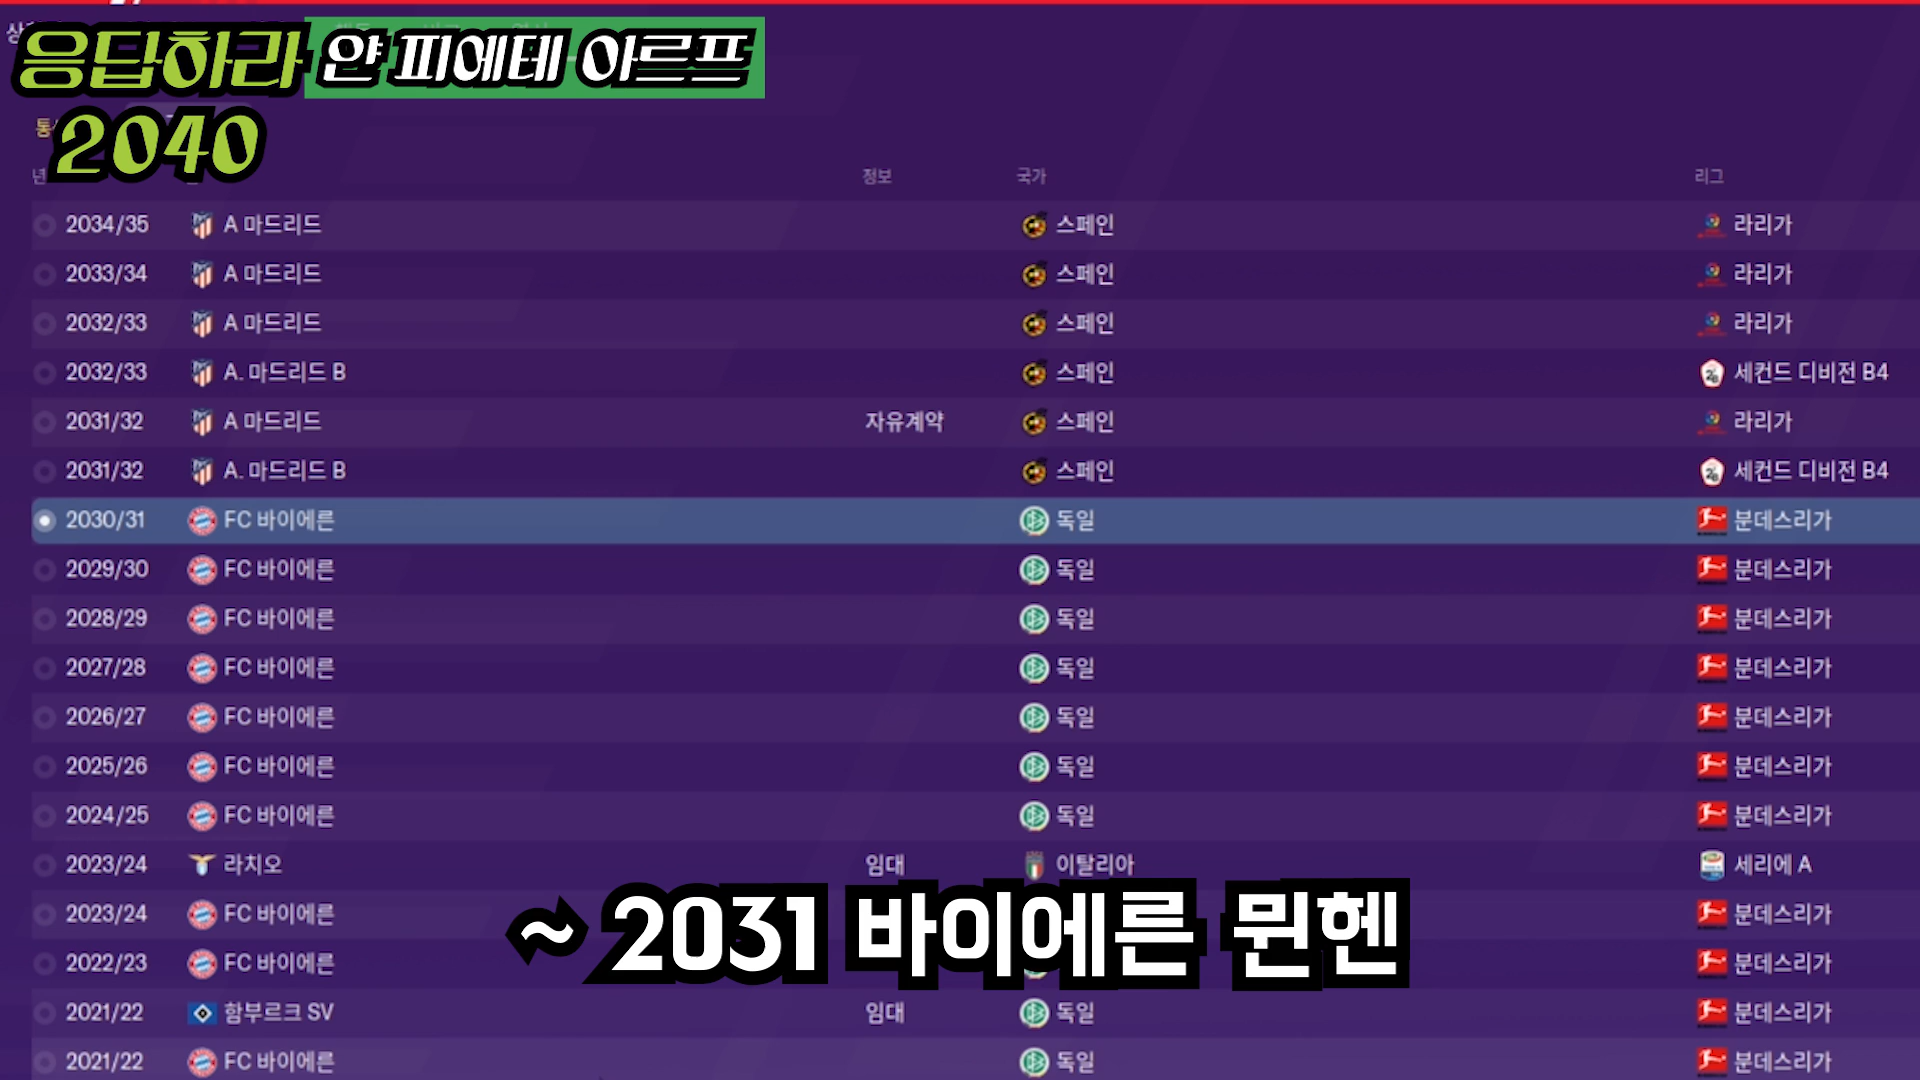 응답하라 얀 피에테 아르프
2040
정보 국가 리그
2034/35 A 마드리드 스페인 라리가
2033/34 A 마드리드 스페인 라리가
2032/33 A 마드리드 스페인 라리가
2032/33 A. 마드리드 B 스페인 세컨드 디비전 B4
2031/32 A 마드리드 자유계약 스페인 라리가
2031/32 A. 마드리드 B 스페인 세컨드 디비전 B4
2030/31 FC 바이에른 독일 분데스리가
2029/30 FC 바이에른 독일 분데스리가
2028/29 FC 바이에른 독일 분데스리가
2027/28 FC 바이에른 독일 분데스리가
2026/27 FC 바이에른 독일 분데스리가
2025/26 FC 바이에른 독일 분데스리가
2024/25 FC 바이에른 독일 분데스리가
2023/24 라치오 임대 이탈리아 세리에 A
2023/24 FC 바이에른 분데스리가
2022/23 FC 바이에른 분데스리가
~ 2031 바이에른 뮌헨
2021/22 함부르크 SV 임대 독일 분데스리가
2021/22 FC 바이에른 독일 분데스리가